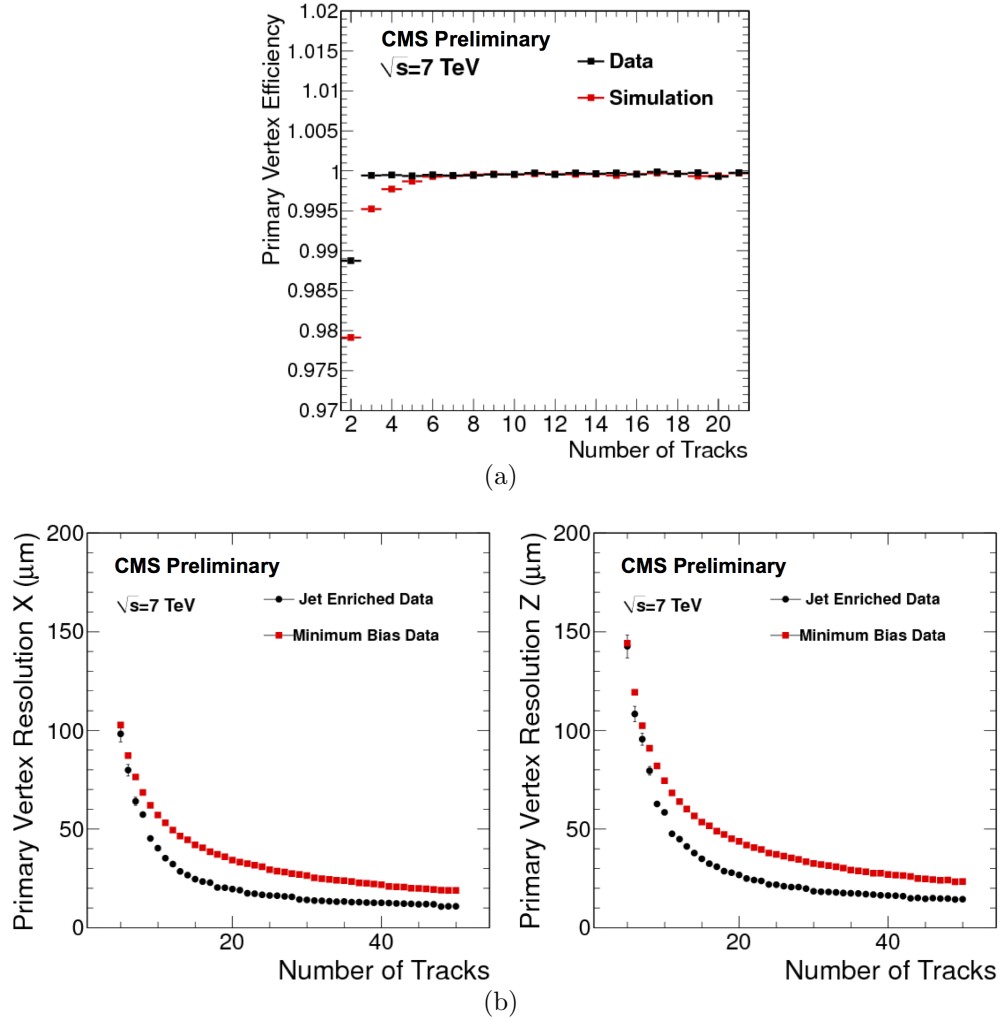 Primary Vertex Efficiency
1.02
1.015
1.01
1.005
1
0.995
0.99
0.985
0.98
0.975
0.97
CMS Preliminary
√s=7 TeV
Data
Simulation
2 4 6 8 10 12 14 16 18 20
Number of Tracks
(a)
Primary Vertex Resolution X (μm)
200
150
100
50
0
CMS Preliminary
√s=7 TeV
Jet Enriched Data
Minimum Bias Data
20 40
Number of Tracks
Primary Vertex Resolution Z (μm)
200
150
100
50
0
CMS Preliminary
√s=7 TeV
Jet Enriched Data
Minimum Bias Data
20 40
Number of Tracks
(b)